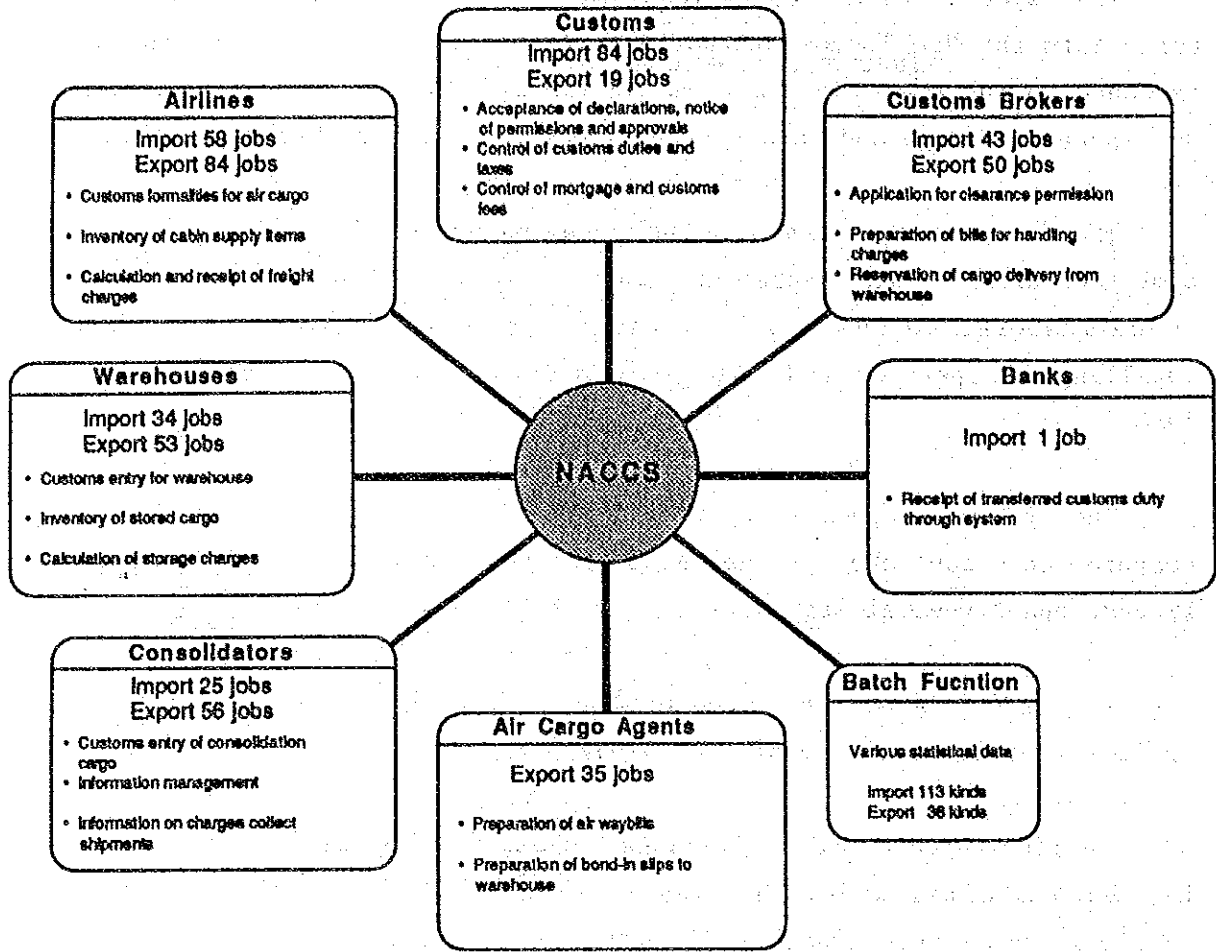 Customs
Import 84 jobs
Export 19 jobs
• Acceptance of declarations, notice
of permissions and approvals
• Control of customs duties and
taxes
• Control of mortgage and customs
fees
Airlines
Import 58 jobs
Export 84 jobs
• Customs formalities for air cargo
• Inventory of cabin supply items
• Calculation and receipt of freight
charges
Customs Brokers
Import 43 jobs
Export 50 jobs
• Application for clearance permission
• Preparation of bills for handling
charges
• Reservation of cargo delivery from
warehouse
Warehouses
Import 34 jobs
Export 53 jobs
• Customs entry for warehouse
• Inventory of stored cargo
• Calculation of storage charges
NACCS
Banks
Import 1 job
• Receipt of transferred customs duty
through system
Consolidators
Import 25 jobs
Export 56 jobs
• Customs entry of consolidation
cargo
• Information management
• Information on charges collect
shipments
Air Cargo Agents
Export 35 jobs
• Preparation of air waybills
• Preparation of bond-in slips to
warehouse
Batch Fucntion
Various statistical data
Import 113 kinds
Export 36 kinds